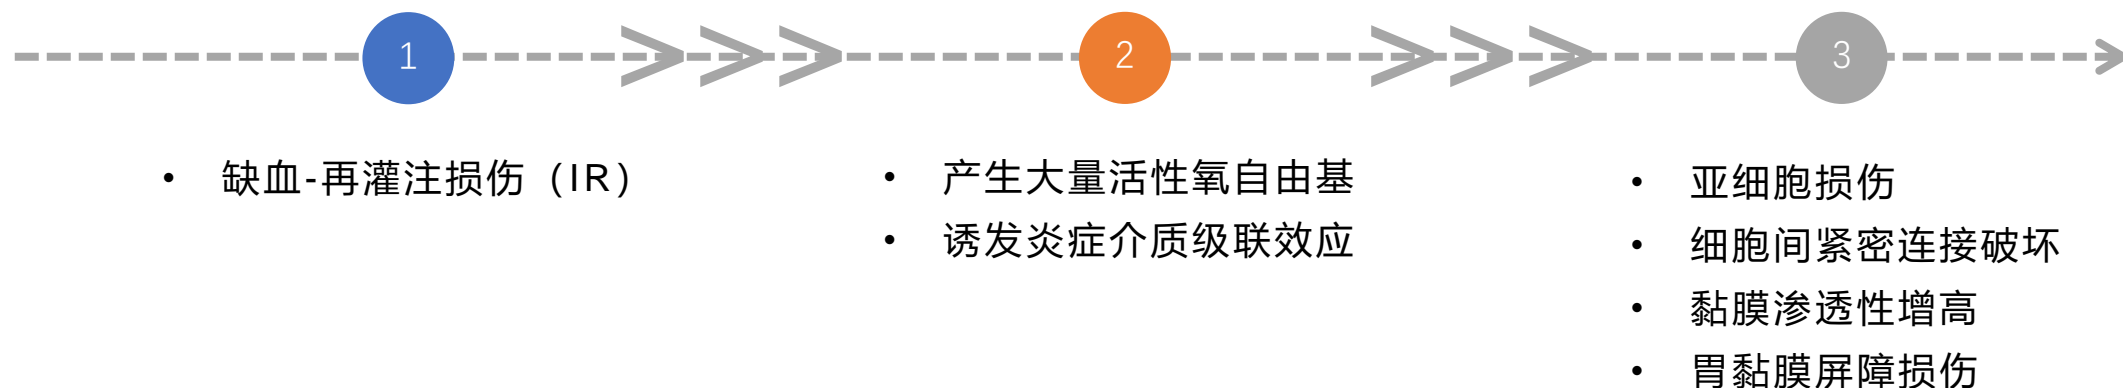 1
2
3
• 缺血-再灌注损伤（IR）
• 产生大量活性氧自由基
• 诱发炎症介质级联效应
• 亚细胞损伤
• 细胞间紧密连接破坏
• 黏膜渗透性增高
• 胃黏膜屏障损伤